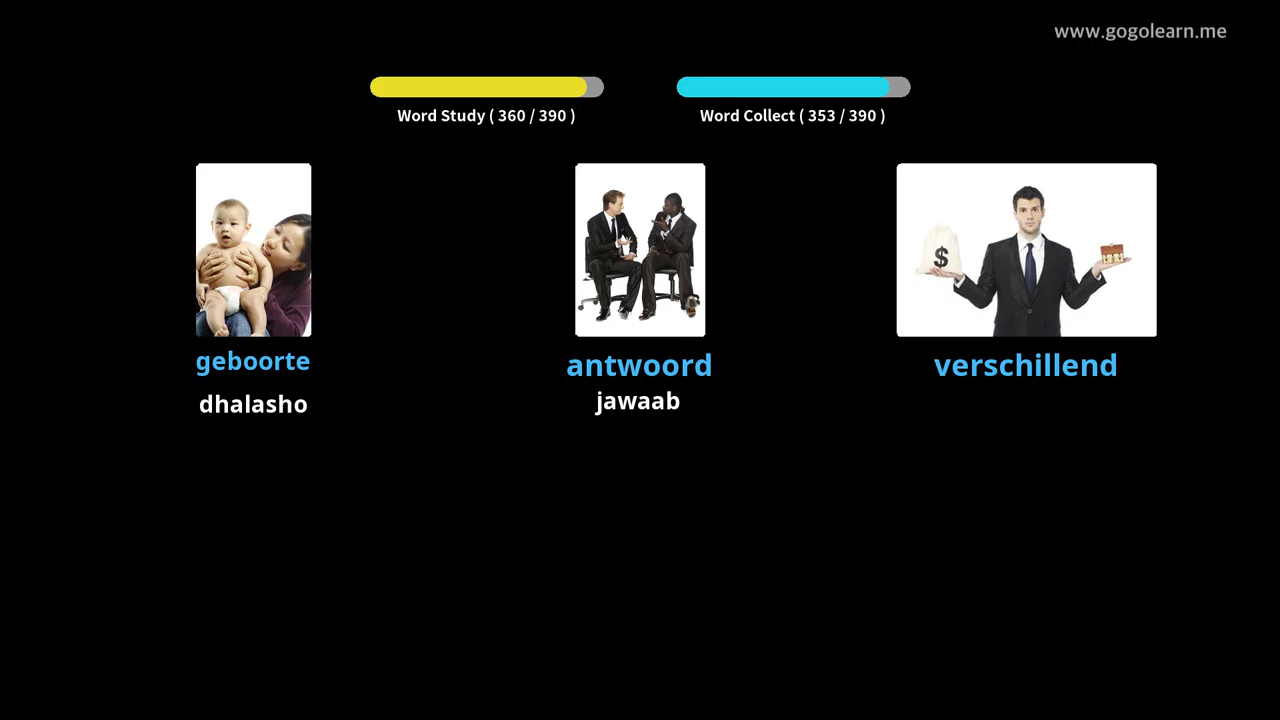 www.gogolearn.me
Word Study ( 360 / 390 )
Word Collect ( 353 / 390 )
$
geboorte
antwoord
verschillend
dhalasho
jawaab